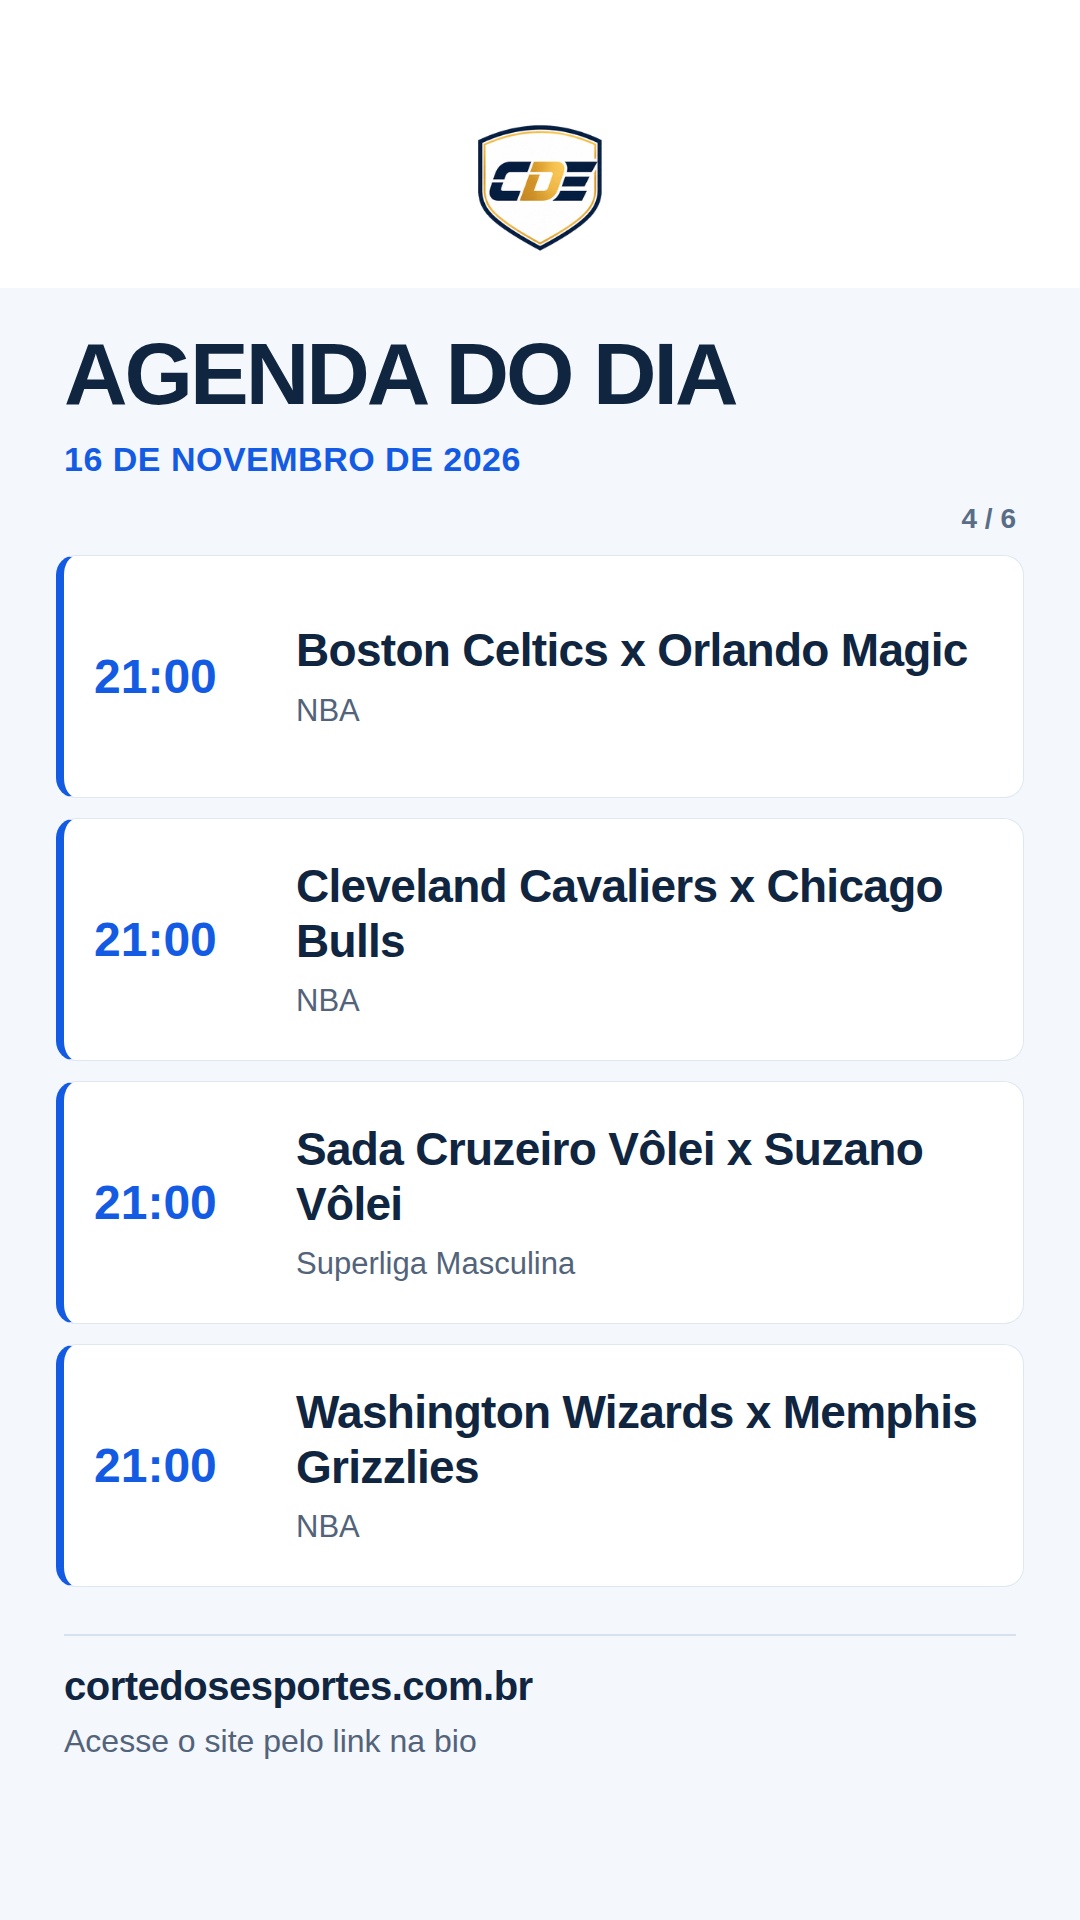 CDE
AGENDA DO DIA
16 DE NOVEMBRO DE 2026
4 / 6
21:00
Boston Celtics x Orlando Magic
NBA
21:00
Cleveland Cavaliers x Chicago
Bulls
NBA
21:00
Sada Cruzeiro Vôlei x Suzano
Vôlei
Superliga Masculina
21:00
Washington Wizards x Memphis
Grizzlies
NBA
cortedosesportes.com.br
Acesse o site pelo link na bio